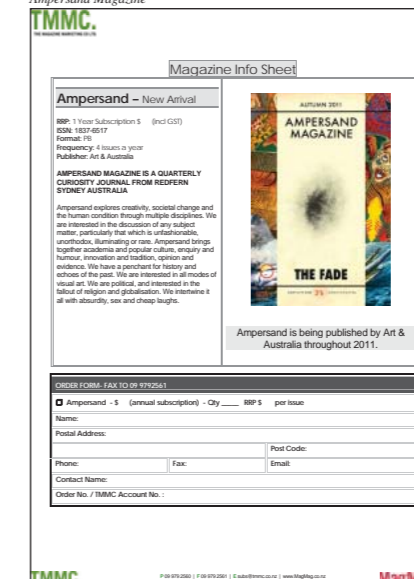 Ampersand Magazine
TMMC.
THE MAGAZINE MARKETING CO LTD.
Magazine Info Sheet
Ampersand – New Arrival
RRP: 1 Year Subscription $ (incl GST)
ISSN: 1837-6517
Format: PB
Frequency: 4 issues a year
Publisher: Art & Australia
AMPERSAND MAGAZINE IS A QUARTERLY
CURIOSITY JOURNAL FROM REDFERN
SYDNEY AUSTRALIA
Ampersand explores creativity, societal change and
the human condition through multiple disciplines. We
are interested in the discussion of any subject
matter, particularly that which is unfashionable,
unorthodox, illuminating or rare. Ampersand brings
together academia and popular culture, enquiry and
humour, innovation and tradition, opinion and
evidence. We have a penchant for history and
echoes of the past. We are interested in all modes of
visual art. We are political, and interested in the
fallout of religion and globalisation. We intertwine it
all with absurdity, sex and cheap laughs.
AUTUMN 2011
AMPERSAND
MAGAZINE
THE FADE
Ampersand is being published by Art &
Australia throughout 2011.
ORDER FORM- FAX TO 09 9792561
Ampersand - $ (annual subscription) - Qty ____ RRP $ per issue
Name:
Postal Address:
Post Code:
Phone: Fax: Email:
Contact Name:
Order No. / TMMC Account No. :
TMMC